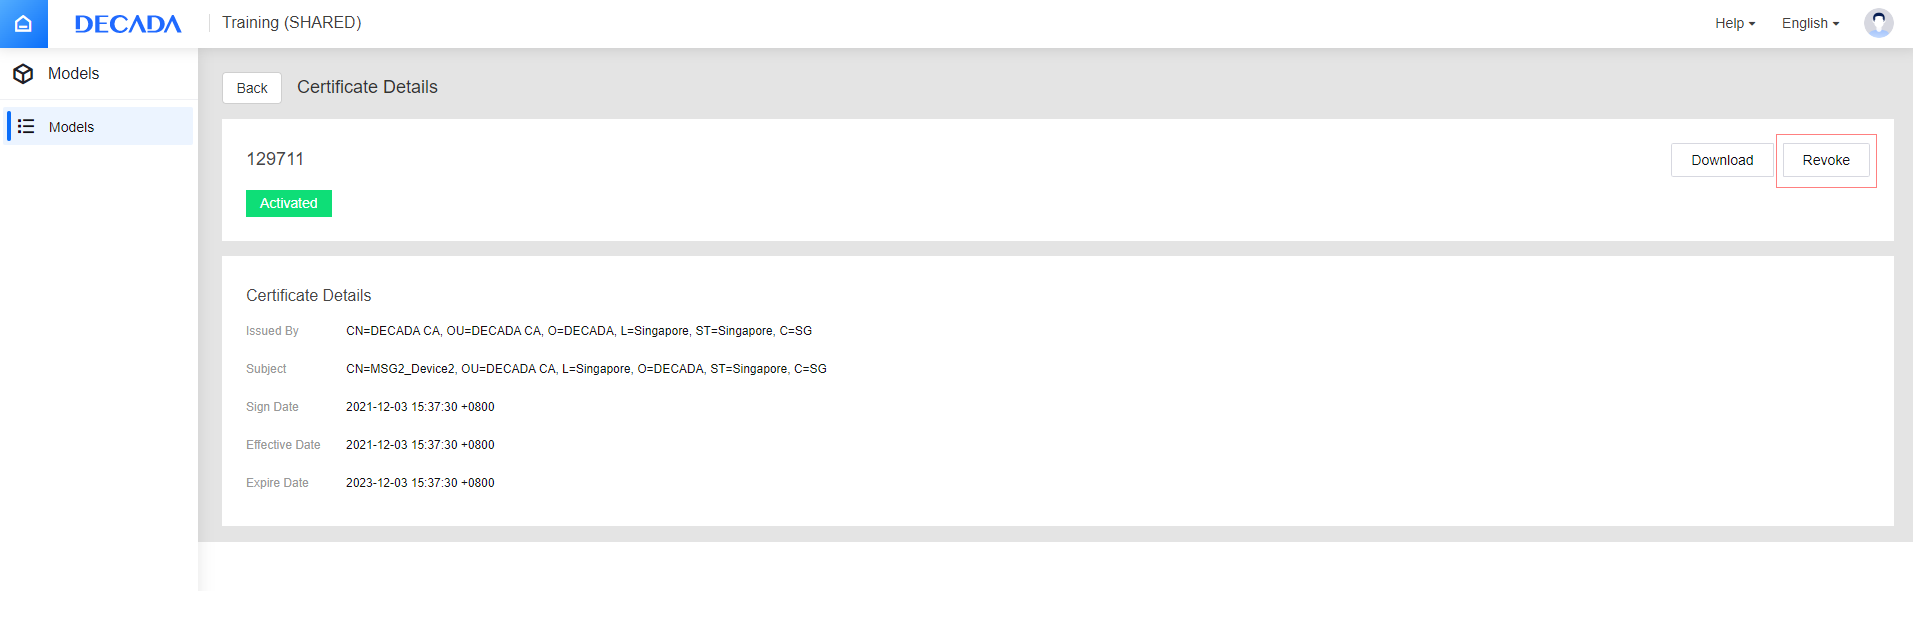 DECADA
Training (SHARED)
Help
English
Models
Models
Back
Certificate Details
129711
Download
Revoke
Activated
Certificate Details
Issued By CN=DECADA CA, OU=DECADA CA, O=DECADA, L=Singapore, ST=Singapore, C=SG
Subject CN=MSG2_Device2, OU=DECADA CA, L=Singapore, O=DECADA, ST=Singapore, C=SG
Sign Date 2021-12-03 15:37:30 +0800
Effective Date 2021-12-03 15:37:30 +0800
Expire Date 2023-12-03 15:37:30 +0800